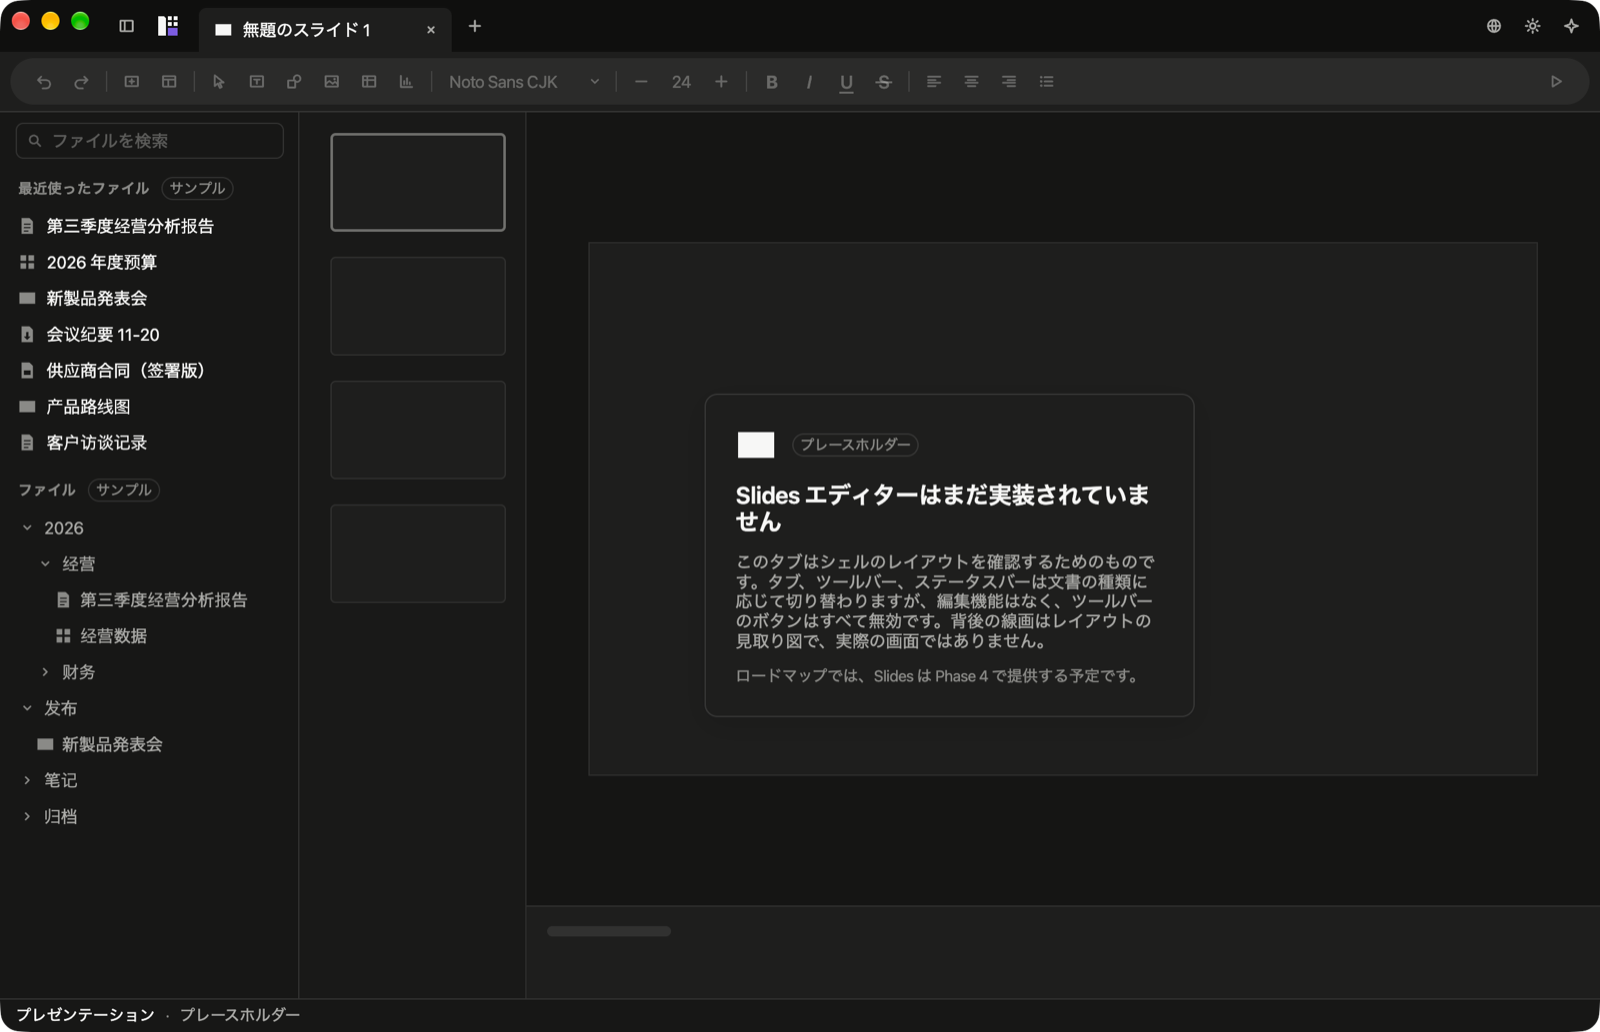 無題のスライド 1
Noto Sans CJK
24
B I U S
ファイルを検索
最近使ったファイル サンプル
第三季度经营分析报告
2026 年度预算
新製品発表会
会议纪要 11-20
供应商合同（签署版）
产品路线图
客户访谈记录
ファイル サンプル
2026
经营
第三季度经营分析报告
经营数据
财务
发布
新製品発表会
笔记
归档
プレースホルダー
Slides エディターはまだ実装されていま
せん
このタブはシェルのレイアウトを確認するためのもので
す。タブ、ツールバー、ステータスバーは文書の種類に
応じて切り替わりますが、編集機能はなく、ツールバー
のボタンはすべて無効です。背後の線画はレイアウトの
見取り図で、実際の画面ではありません。
ロードマップでは、Slides は Phase 4 で提供する予定です。
プレゼンテーション · プレースホルダー